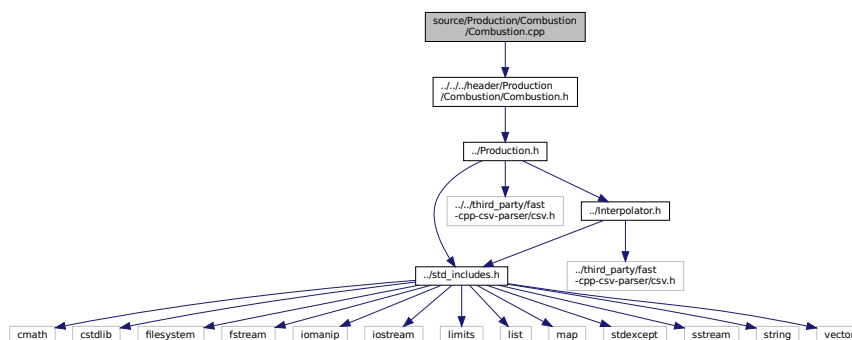 source/Production/Combustion
/Combustion.cpp
../../../header/Production
/Combustion/Combustion.h
../Production.h
../../third_party/fast
-cpp-csv-parser/csv.h
../Interpolator.h
../third_party/fast
-cpp-csv-parser/csv.h
../std_includes.h
cmath
cstdlib
filesystem
fstream
iomanip
iostream
limits
list
map
stdexcept
sstream
string
vector